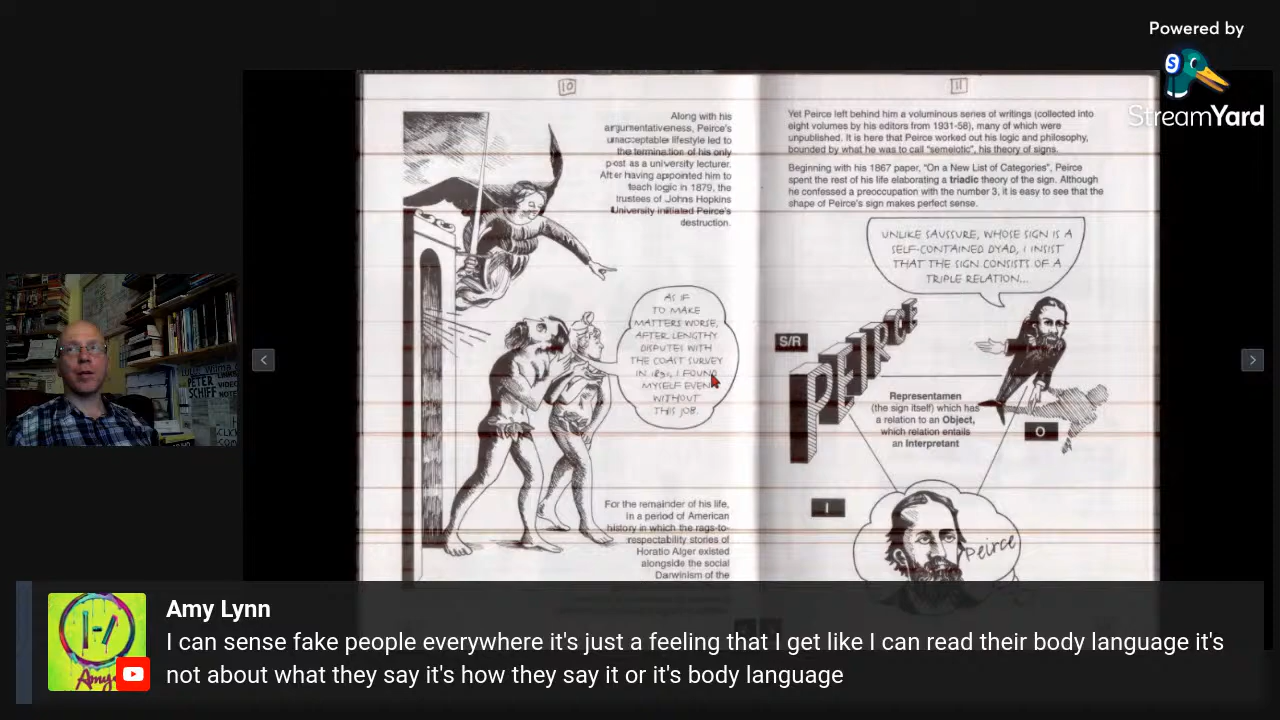 Powered by
StreamYard
10
Along with his
argumentativeness, Peirce's
unacceptable lifestyle led to
the termination of his only
post as a university lecturer.
After having appointed him to
teach logic in 1879, the
trustees of Johns Hopkins
University initiated Peirce's
destruction.
AS IF
TO MAKE
MATTERS WORSE,
AFTER LENGTHY
DISPUTES WITH
THE COAST SURVEY
IN 1891, I FOUND
MYSELF EVEN
WITHOUT
THIS JOB.
For the remainder of his life,
in a period of American
history in which the rags-to-
respectability stories of
Horatio Alger existed
alongside the social
Darwinism of the
11
Yet Peirce left behind him a voluminous series of writings (collected into
eight volumes by his editors from 1931-58), many of which were
unpublished. It is here that Peirce worked out his logic and philosophy,
bounded by what he was to call "semeiotic", his theory of signs.
Beginning with his 1867 paper, "On a New List of Categories", Peirce
spent the rest of his life elaborating a triadic theory of the sign. Although
he confessed a preoccupation with the number 3, it is easy to see that the
shape of Peirce's sign makes perfect sense.
UNLIKE SAUSSURE, WHOSE SIGN IS A
SELF-CONTAINED DYAD, I INSIST
THAT THE SIGN CONSISTS OF A
TRIPLE RELATION...
S/R
PEIRCE
Representamen
(the sign itself) which has
a relation to an Object,
which relation entails
an Interpretant
O
I
Peirce
PETER
SCHIFF
Amy Lynn
I can sense fake people everywhere it's just a feeling that I get like I can read their body language it's
not about what they say it's how they say it or it's body language